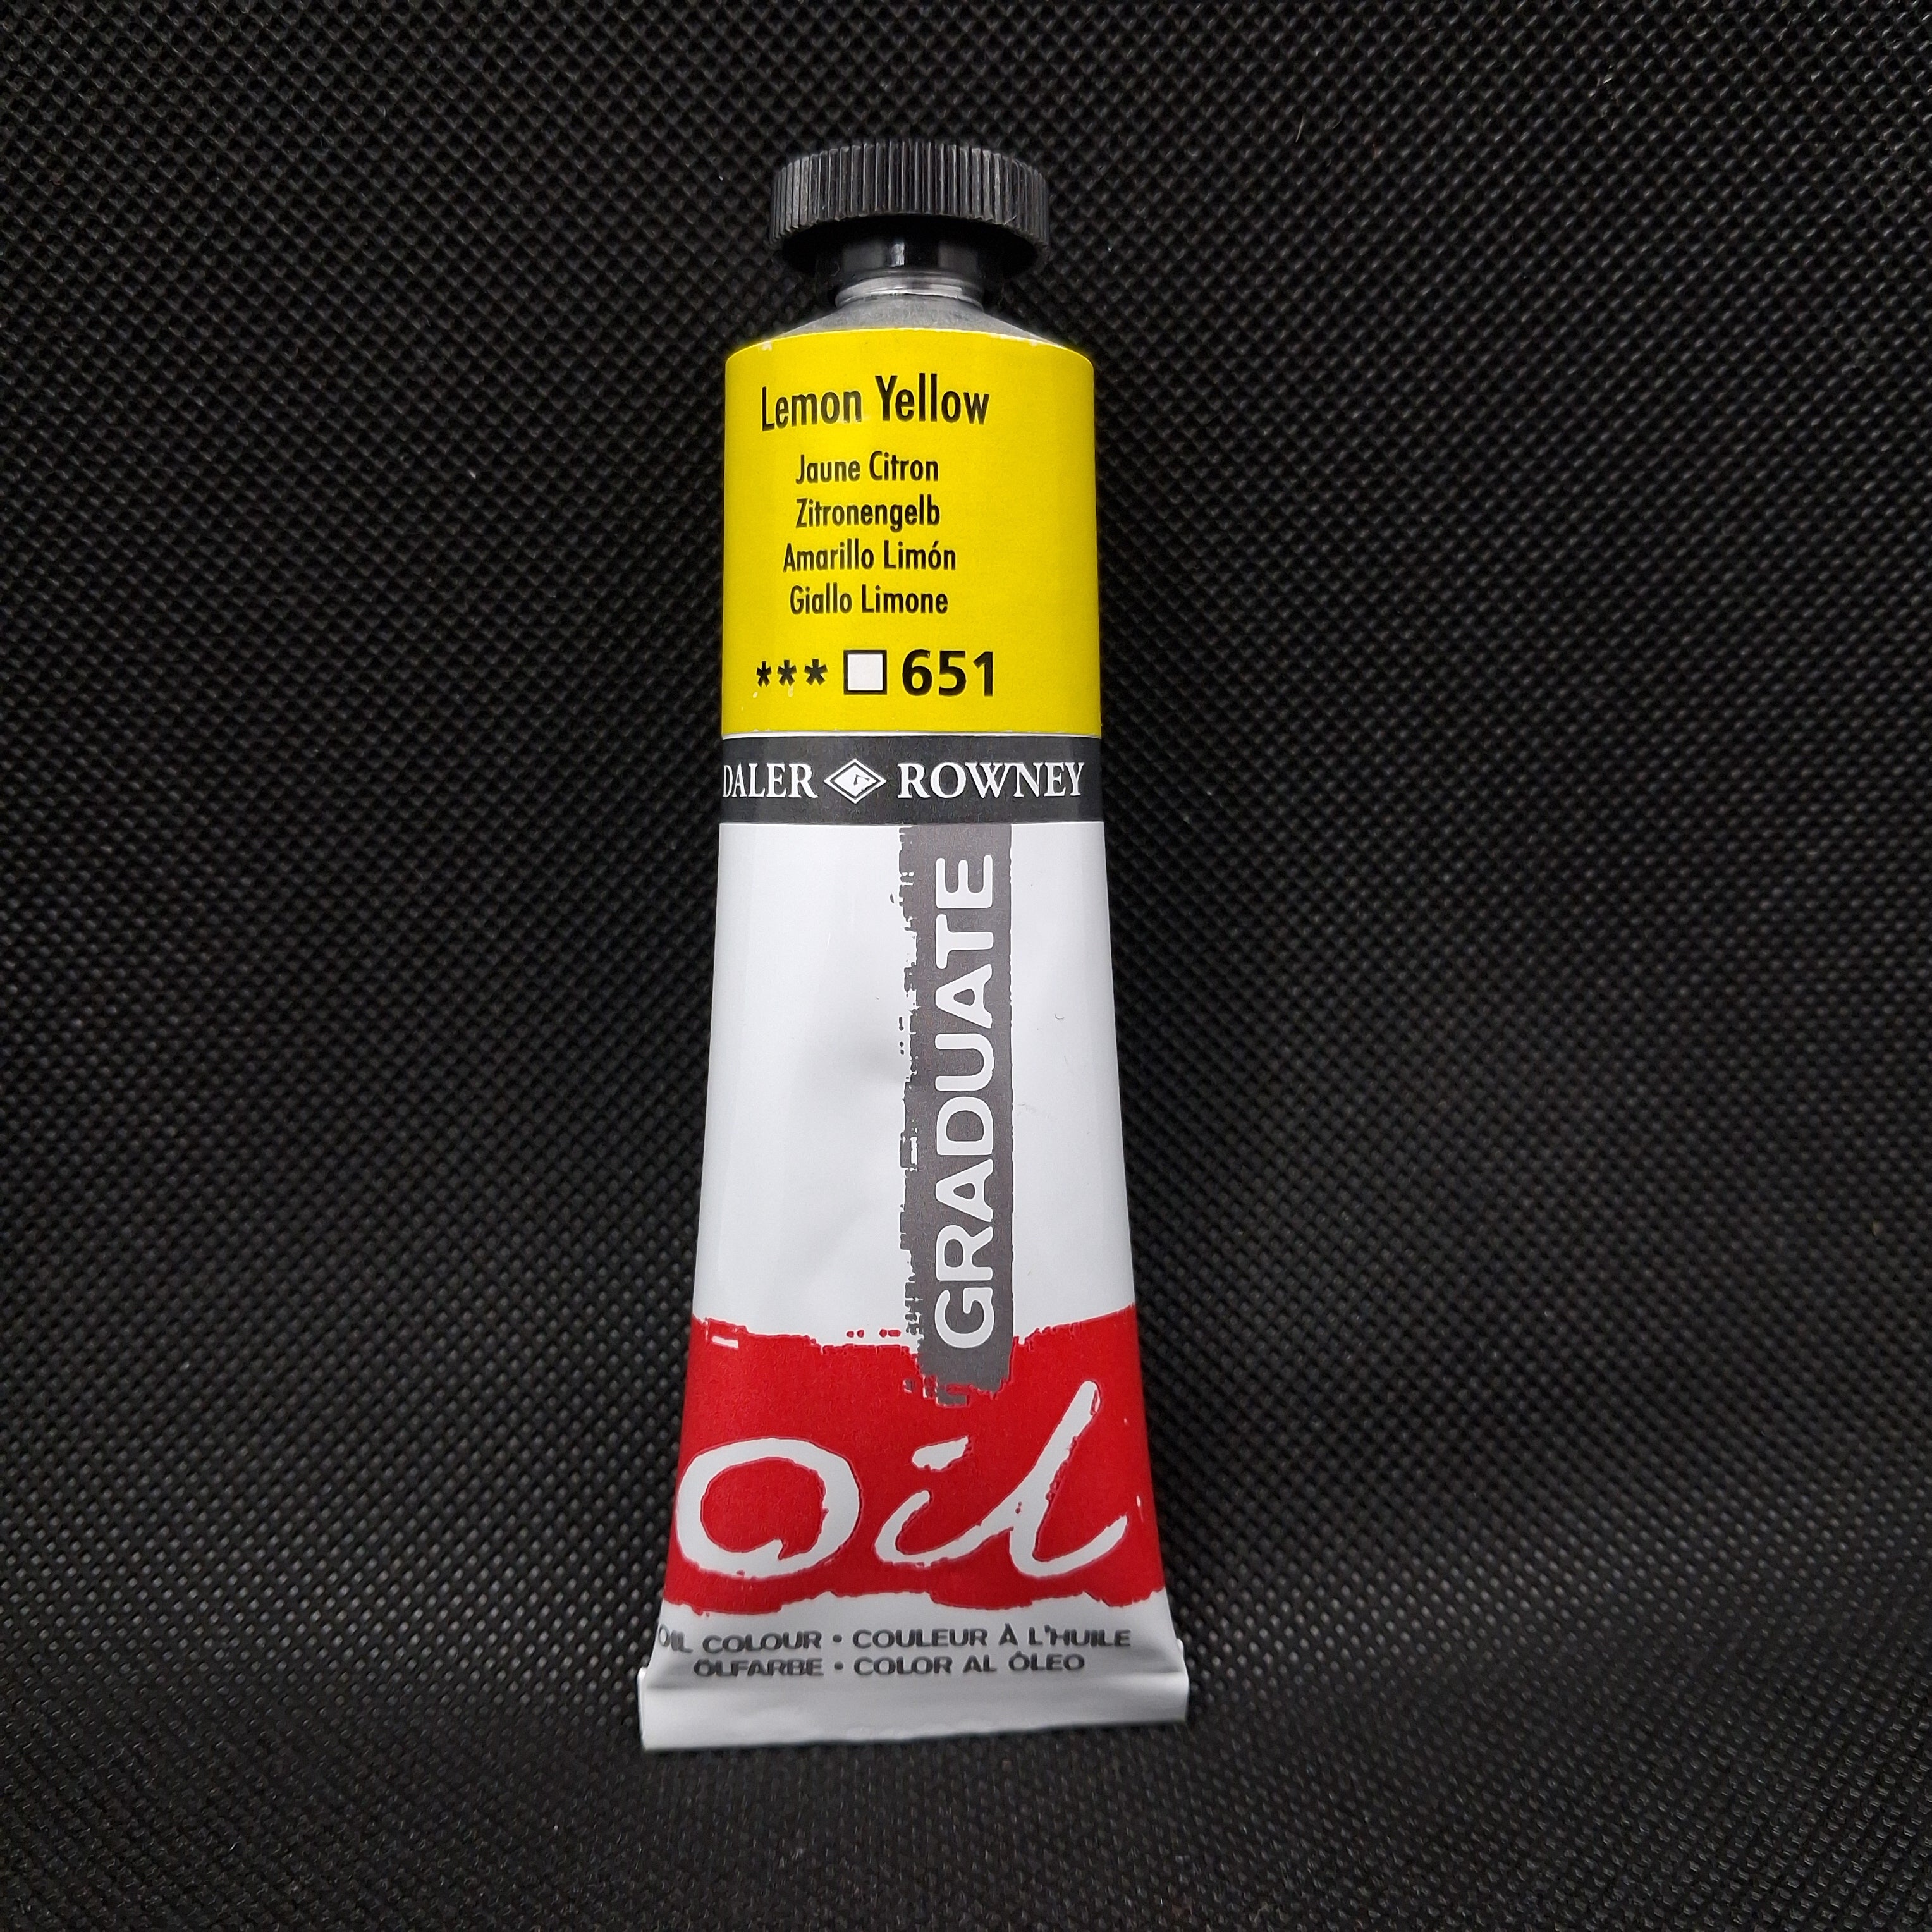 Lemon Yellow
Jaune Citron
Zitronengelb
Amarillo Limón
Giallo Limone
*** 651
DALER ROWNEY
GRADUATE
Oil
OIL COLOUR • COULEUR À L'HUILE
ÖLFARBE • COLOR AL ÓLEO